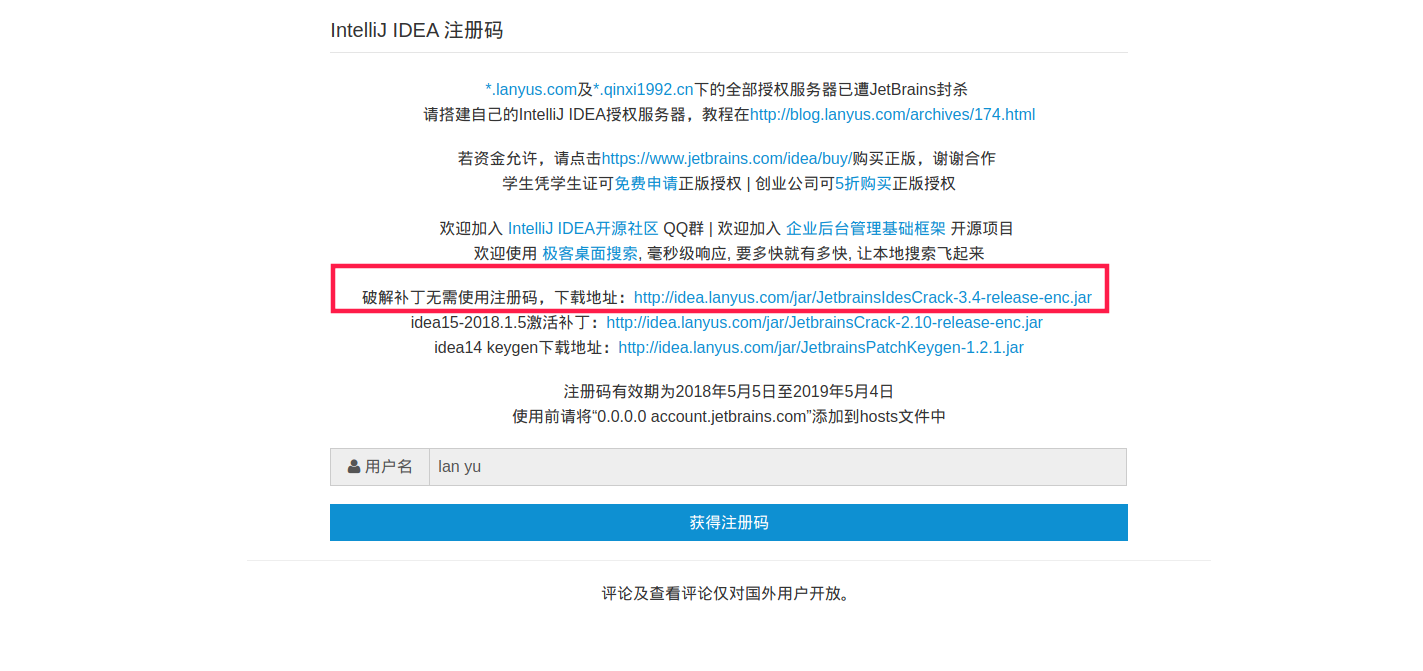 IntelliJ IDEA 注册码
*.lanyus.com及*.qinxi1992.cn下的全部授权服务器已遭JetBrains封杀
请搭建自己的IntelliJ IDEA授权服务器，教程在http://blog.lanyus.com/archives/174.html
若资金允许，请点击https://www.jetbrains.com/idea/buy/购买正版，谢谢合作
学生凭学生证可免费申请正版授权 | 创业公司可5折购买正版授权
欢迎加入 IntelliJ IDEA开源社区 QQ群 | 欢迎加入 企业后台管理基础框架 开源项目
欢迎使用 极客桌面搜索, 毫秒级响应, 要多快就有多快, 让本地搜索飞起来
破解补丁无需使用注册码，下载地址：http://idea.lanyus.com/jar/JetbrainsIdesCrack-3.4-release-enc.jar
idea15-2018.1.5激活补丁：http://idea.lanyus.com/jar/JetbrainsCrack-2.10-release-enc.jar
idea14 keygen下载地址：http://idea.lanyus.com/jar/JetbrainsPatchKeygen-1.2.1.jar
注册码有效期为2018年5月5日至2019年5月4日
使用前请将“0.0.0.0 account.jetbrains.com”添加到hosts文件中
用户名 lan yu
获得注册码
评论及查看评论仅对国外用户开放。